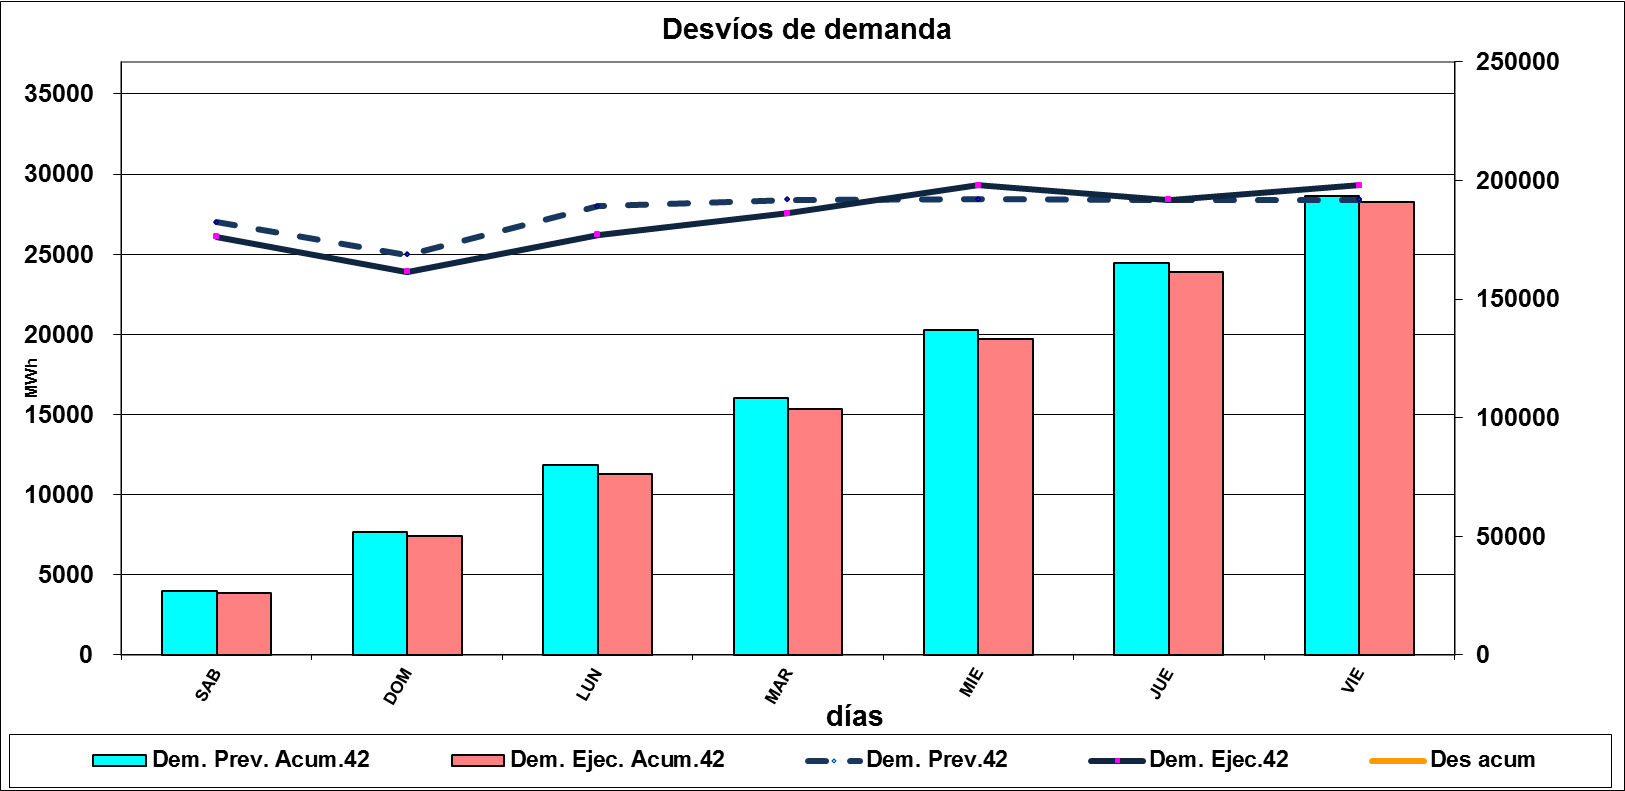 Desvíos de demanda
250000
35000
30000
200000
25000
150000
20000
MWh
15000
100000
10000
50000
5000
0
0
SAB
DOM
LUN
MAR
MIE
JUE
VIE
días
Dem. Prev. Acum.42
Dem. Ejec. Acum.42
Dem. Prev.42
Dem. Ejec.42
Des acum